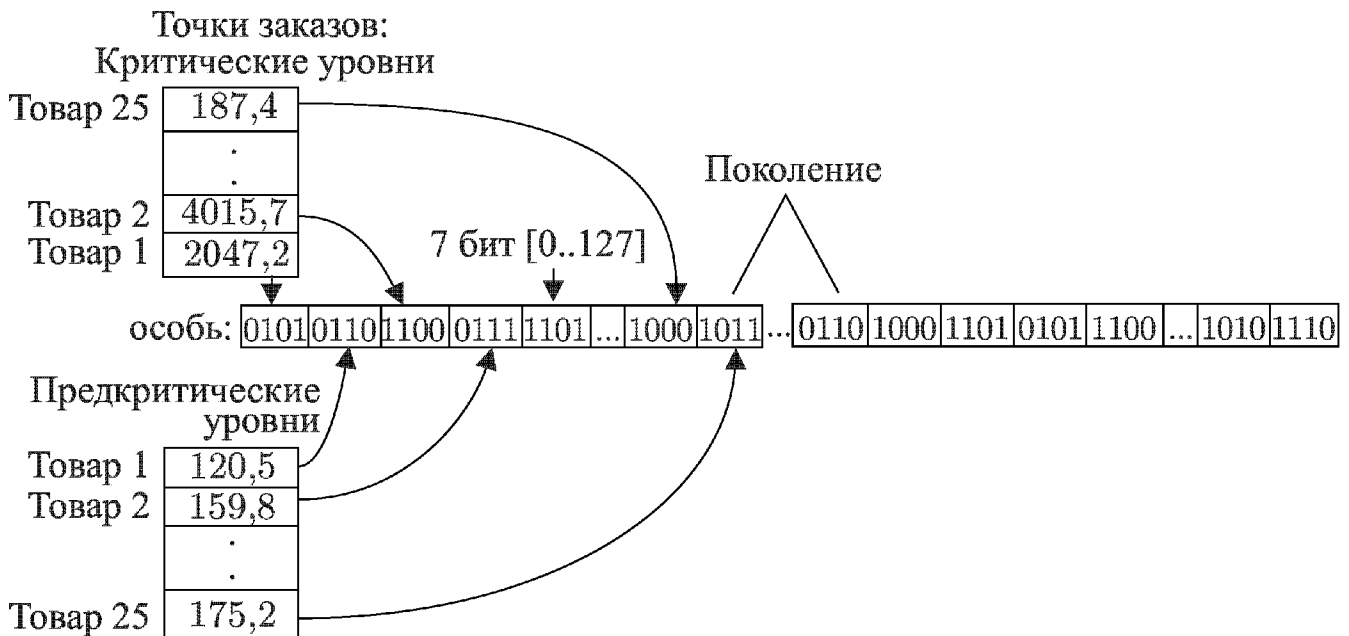 Точки заказов:
Критические уровни
Товар 25 187,4
.
.
Товар 2 4015,7
Товар 1 2047,2
Поколение
7 бит [0..127]
особь: 0101 0110 1100 0111 1101 ... 1000 1011 ... 0110 1000 1101 0101 1100 ... 1010 1110
Предкритические
уровни
Товар 1 120,5
Товар 2 159,8
.
.
Товар 25 175,2